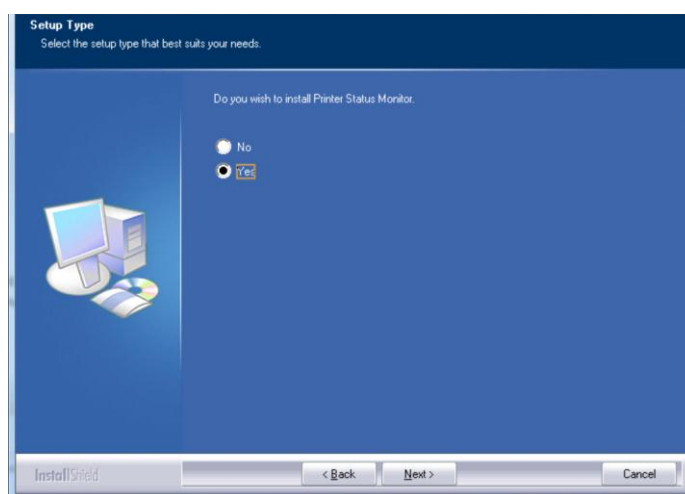 Setup Type
Select the setup type that best suits your needs.
Do you wish to install Printer Status Monitor.
No
Yes
InstallShield
< Back
Next >
Cancel